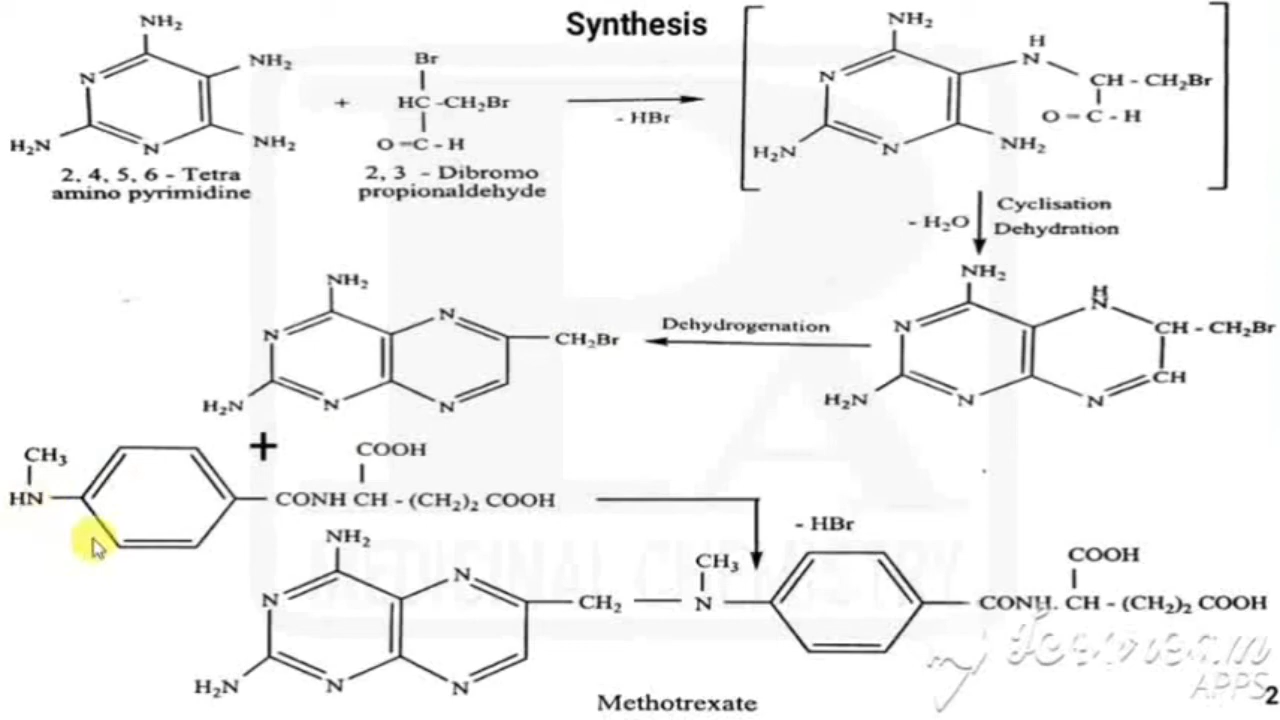 Synthesis
NH₂
N
NH₂
H₂N
N
NH₂
2, 4, 5, 6 - Tetra
amino pyrimidine
+
Br
HC-CH₂Br
O=C-H
2, 3 - Dibromo
propionaldehyde
- HBr
NH₂
H
N
N
CH - CH₂Br
O=C-H
H₂N
N
NH₂
- H₂O
Cyclisation
Dehydration
NH₂
H
N
N
CH - CH₂Br
H₂N
N
N
CH
Dehydrogenation
NH₂
N
N
CH₂Br
H₂N
N
N
+
CH₃
HN
COOH
CONH CH - (CH₂)₂ COOH
- HBr
NH₂
N
N
CH₂
CH₃
N
COOH
CONH. CH - (CH₂)₂ COOH
H₂N
N
N
Methotrexate
MEDICINAL CHEMISTRY
APPS
2